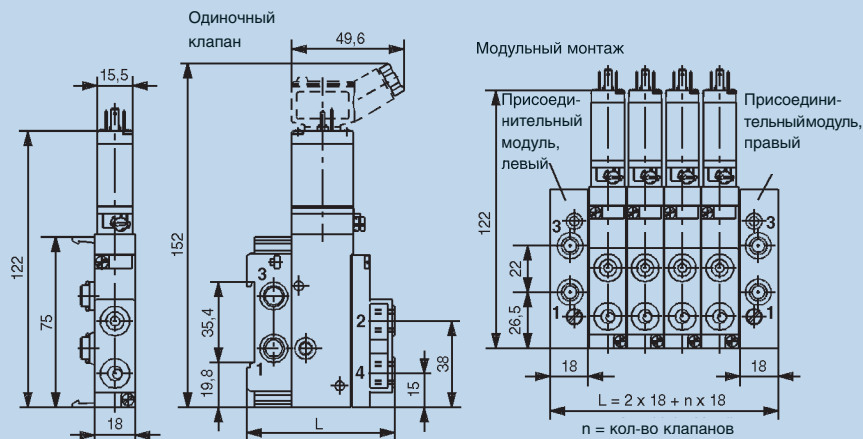 Одиночный
клапан
49,6
15,5
122
75
18
152
35,4
19,8
3
1
2
4
38
15
L
Модульный монтаж
Присоеди-
нительный
модуль,
левый
Присоедини-
тельныймодуль,
правый
122
22
26,5
3
1
3
1
18
18
L = 2 x 18 + n x 18
n = кол-во клапанов